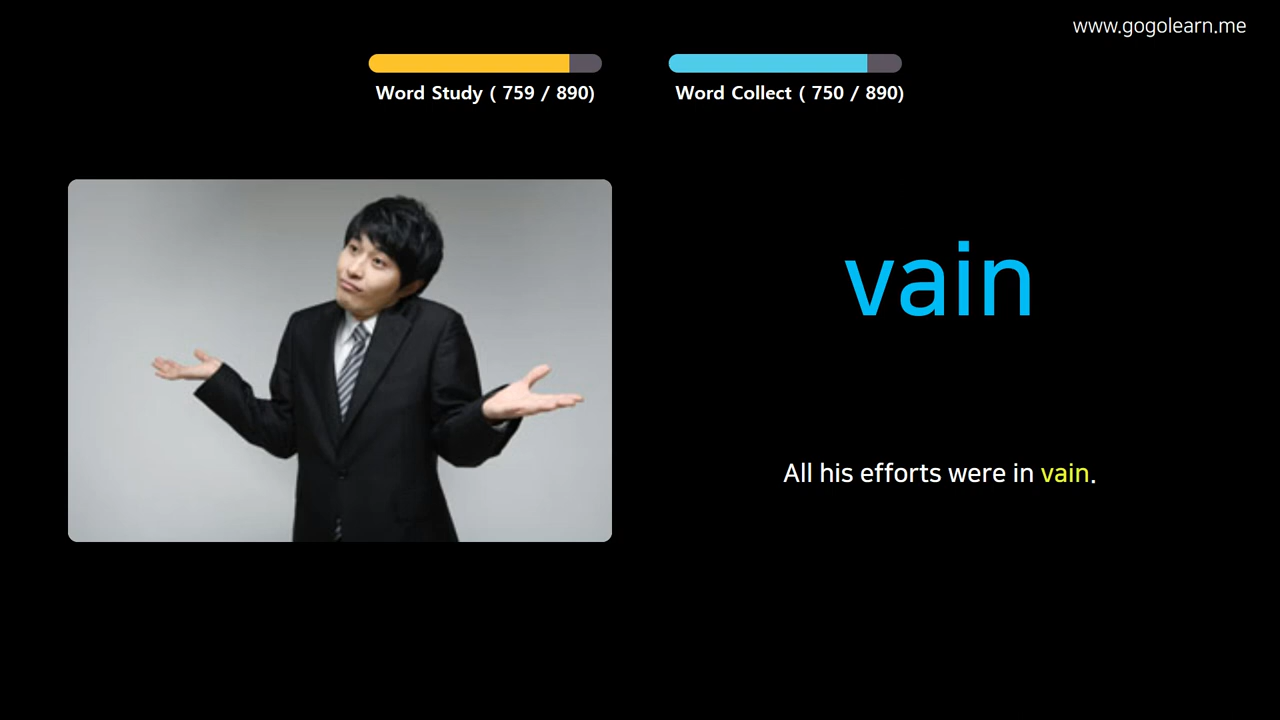 www.gogolearn.me
Word Study ( 759 / 890)
Word Collect ( 750 / 890)
vain
All his efforts were in vain.